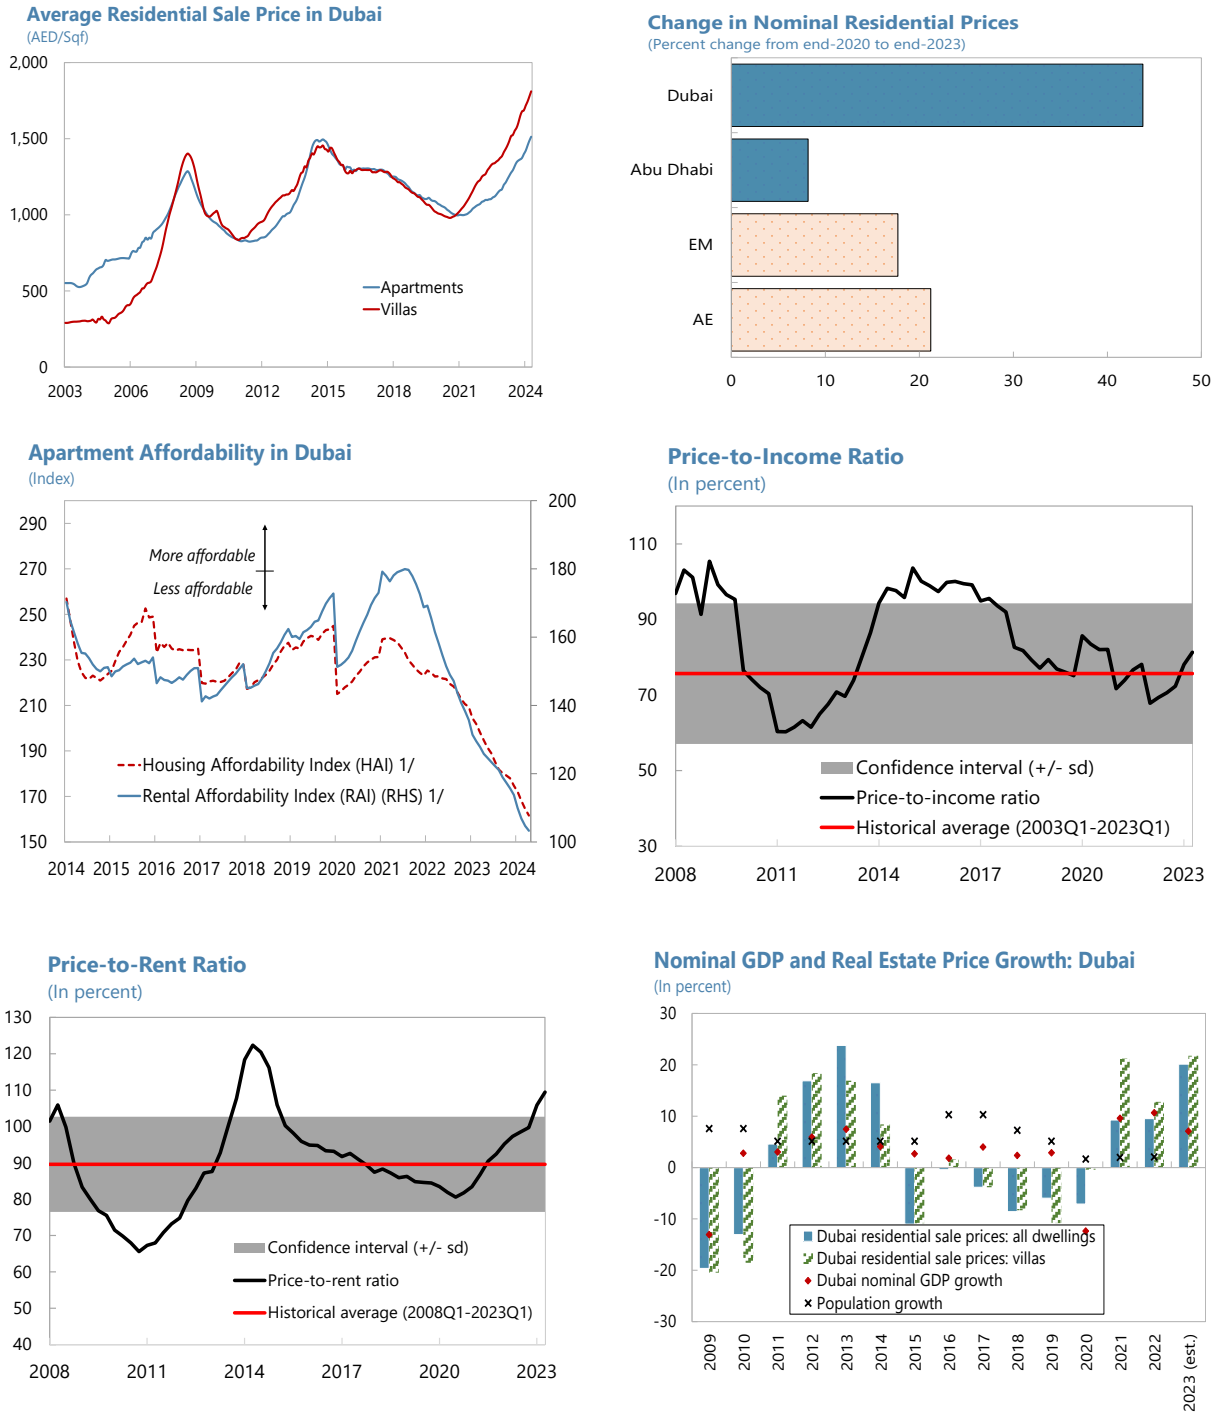 Average Residential Sale Price in Dubai
(AED/Sqf)
2,000
1,500
1,000
500
0
2003 2006 2009 2012 2015 2018 2021 2024
Apartments
Villas
Change in Nominal Residential Prices
(Percent change from end-2020 to end-2023)
Dubai
Abu Dhabi
EM
AE
0 10 20 30 40 50
Apartment Affordability in Dubai
(Index)
290
270
250
230
210
190
170
150
200
180
160
140
120
100
More affordable
Less affordable
Housing Affordability Index (HAI) 1/
Rental Affordability Index (RAI) (RHS) 1/
2014 2015 2016 2017 2018 2019 2020 2021 2022 2023 2024
Price-to-Income Ratio
(In percent)
110
90
70
50
30
Confidence interval (+/- sd)
Price-to-income ratio
Historical average (2003Q1-2023Q1)
2008 2011 2014 2017 2020 2023
Price-to-Rent Ratio
(In percent)
130
120
110
100
90
80
70
60
50
40
Confidence interval (+/- sd)
Price-to-rent ratio
Historical average (2008Q1-2023Q1)
2008 2011 2014 2017 2020 2023
Nominal GDP and Real Estate Price Growth: Dubai
(In percent)
30
20
10
0
-10
-20
-30
Dubai residential sale prices: all dwellings
Dubai residential sale prices: villas
Dubai nominal GDP growth
Population growth
2009 2010 2011 2012 2013 2014 2015 2016 2017 2018 2019 2020 2021 2022 2023 (est.)